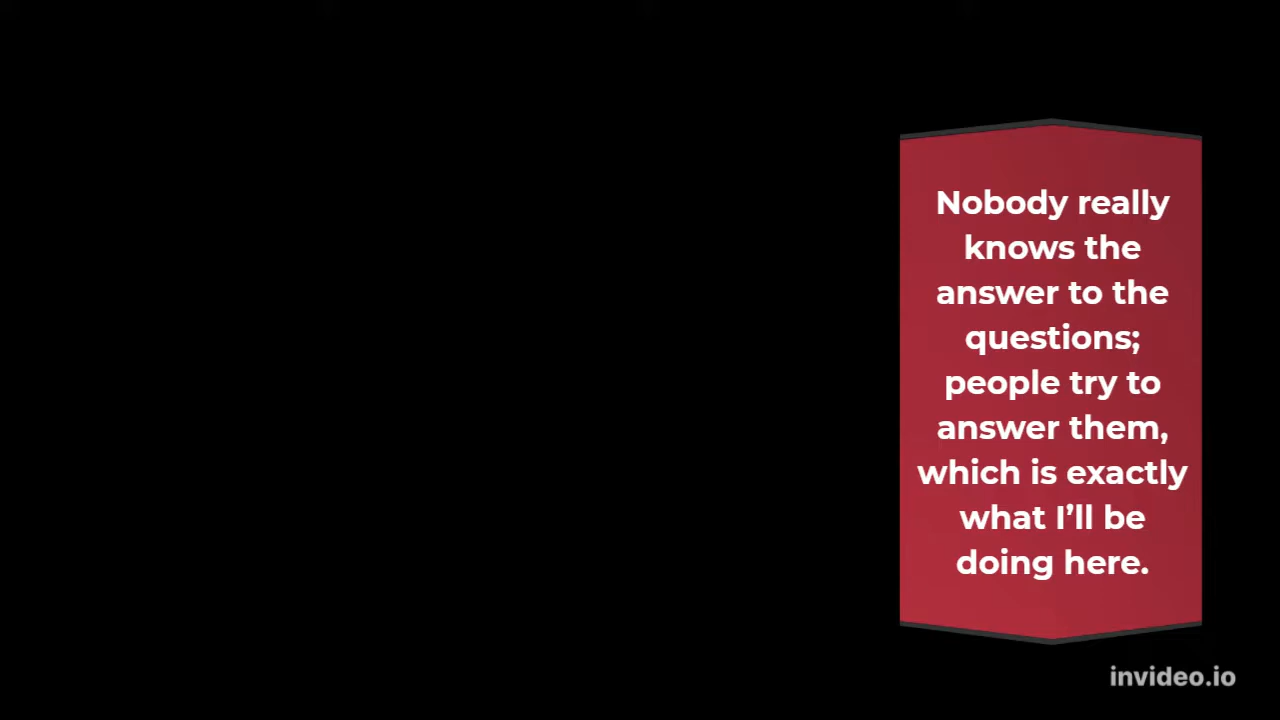 Nobody really
knows the
answer to the
questions;
people try to
answer them,
which is exactly
what I’ll be
doing here.
invideo.io